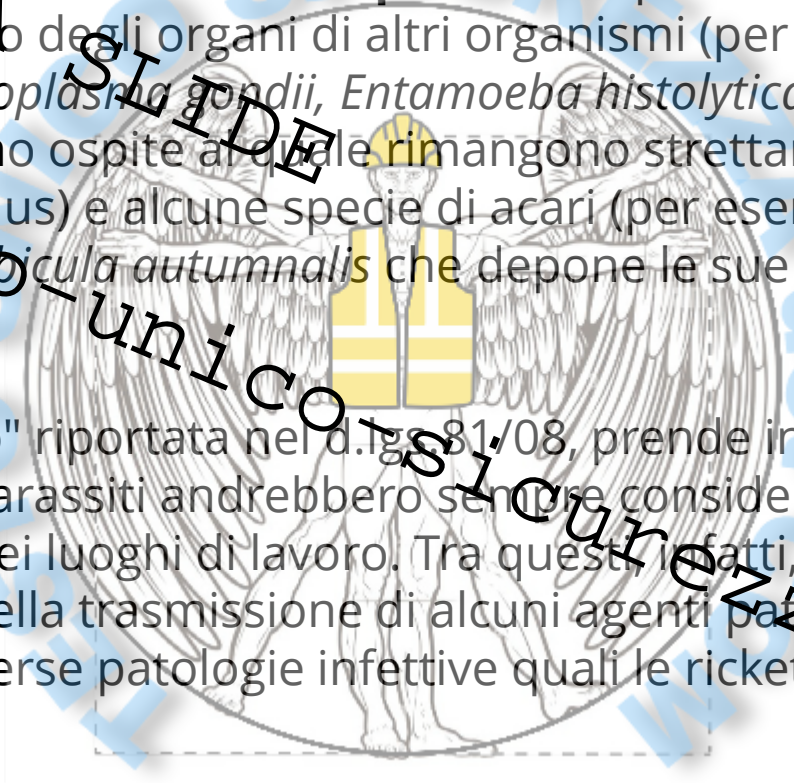 o degli organi di altri organismi (per
oplasma gondii, Entamoeba histolytica
no ospite al quale rimangono strettar
us) e alcune specie di acari (per eser
bicula autumnalis che depone le sue
" riportata nel d.lgs 81/08, prende in
arassiti andrebbero sempre conside
ei luoghi di lavoro. Tra questi, infatti,
ella trasmissione di alcuni agenti pat
erse patologie infettive quali le ricket
SLIDE
o-unico-sicurezz